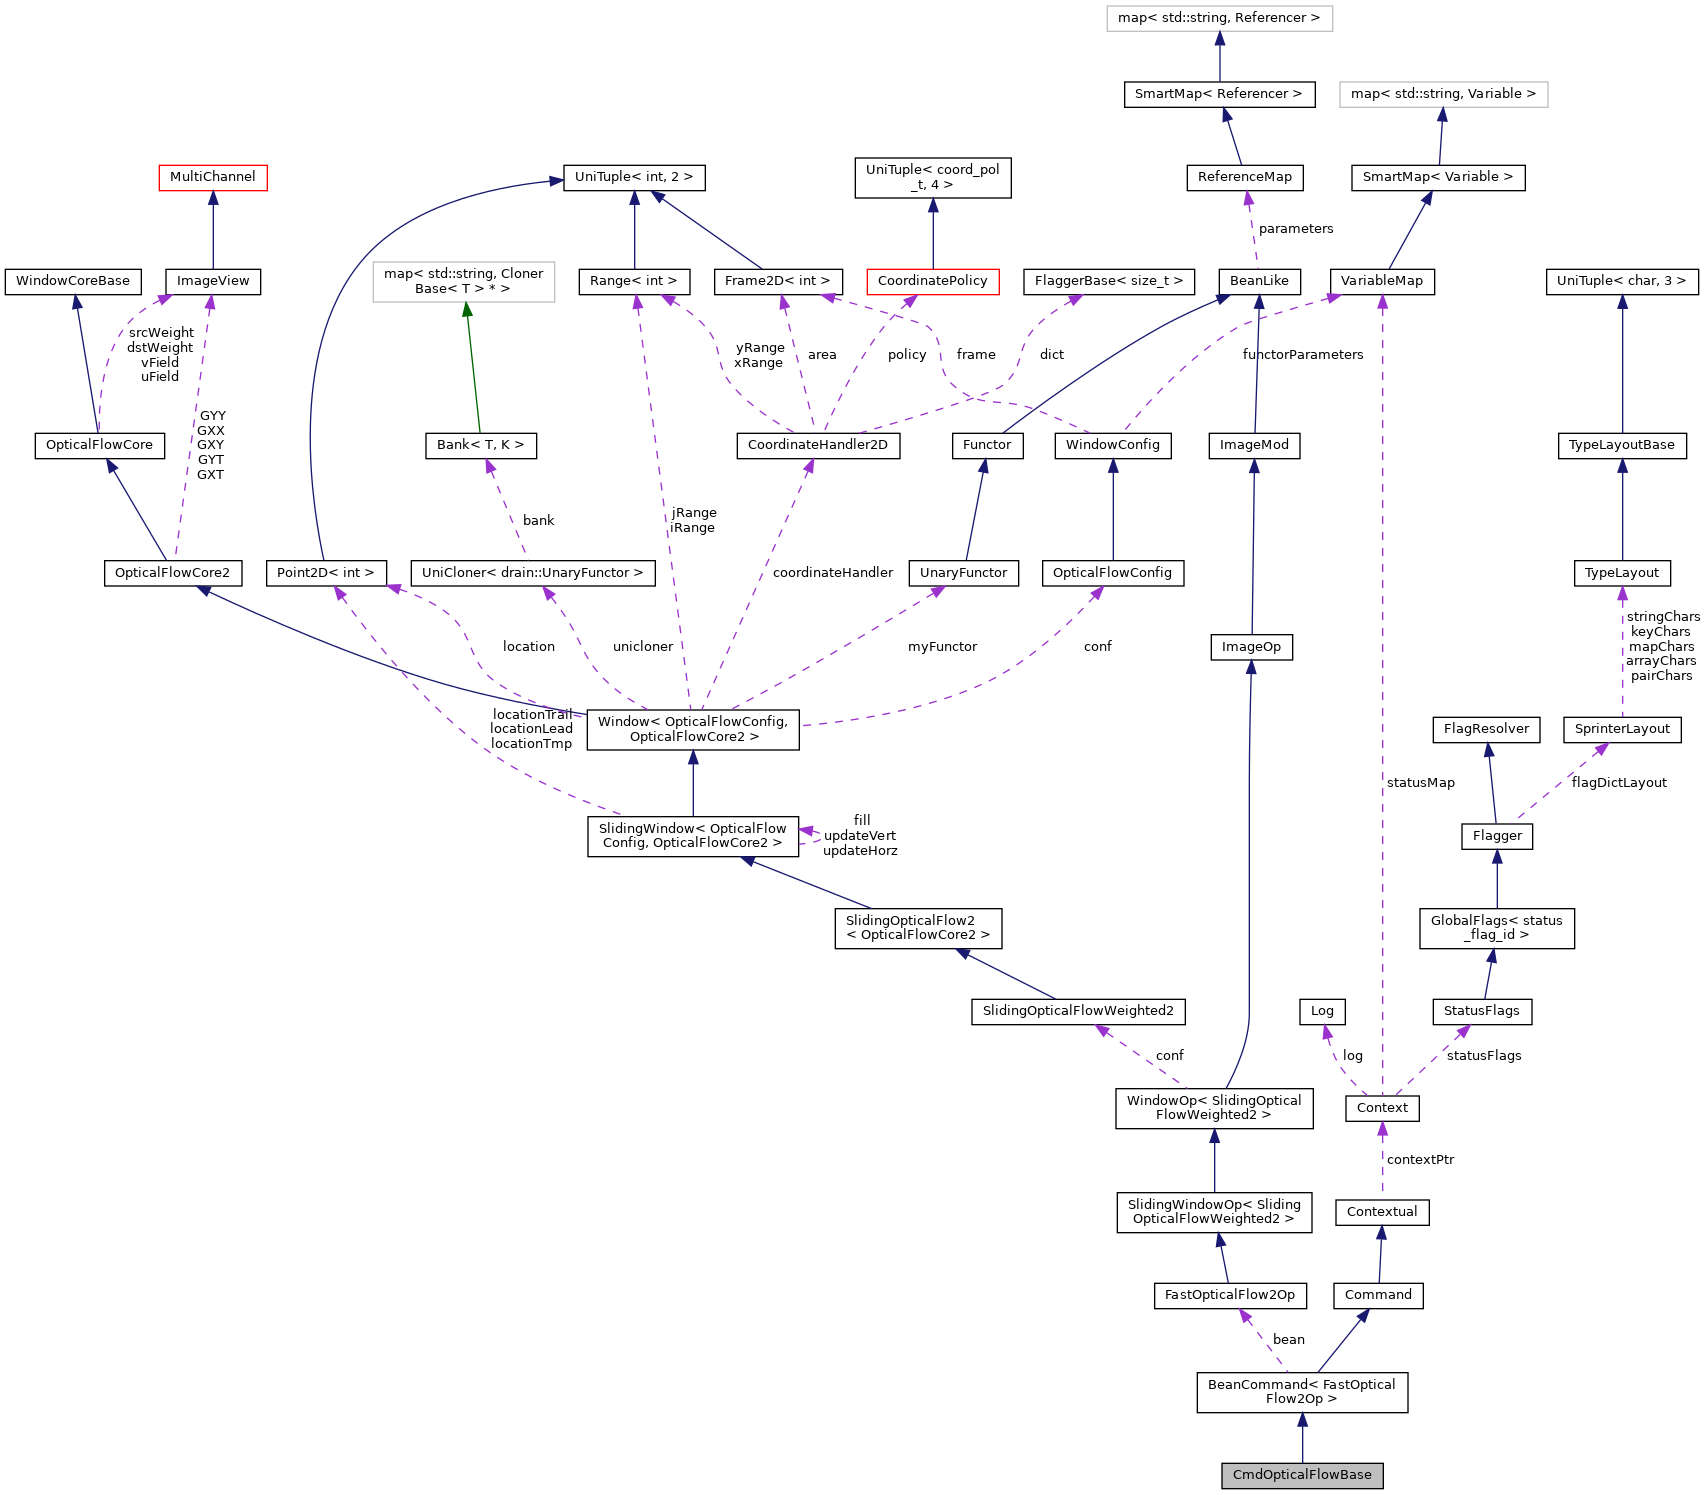 map< std::string, Referencer >
SmartMap< Referencer >
map< std::string, Variable >
MultiChannel
UniTuple< int, 2 >
UniTuple< coord_pol
_t, 4 >
ReferenceMap
SmartMap< Variable >
parameters
WindowCoreBase
ImageView
map< std::string, Cloner
Base< T > * >
Range< int >
Frame2D< int >
CoordinatePolicy
FlaggerBase< size_t >
BeanLike
VariableMap
UniTuple< char, 3 >
srcWeight
dstWeight
vField
uField
yRange
xRange
area
policy
frame
dict
functorParameters
GYY
GXX
GXY
GYT
GXT
OpticalFlowCore
Bank< T, K >
CoordinateHandler2D
Functor
WindowConfig
ImageMod
TypeLayoutBase
bank
jRange
iRange
OpticalFlowCore2
Point2D< int >
UniCloner< drain::UnaryFunctor >
coordinateHandler
UnaryFunctor
OpticalFlowConfig
TypeLayout
location
unicloner
myFunctor
conf
ImageOp
stringChars
keyChars
mapChars
arrayChars
pairChars
locationTrail
locationLead
locationTmp
Window< OpticalFlowConfig,
OpticalFlowCore2 >
FlagResolver
SprinterLayout
statusMap
flagDictLayout
SlidingWindow< OpticalFlow
Config, OpticalFlowCore2 >
fill
updateVert
updateHorz
Flagger
SlidingOpticalFlow2
< OpticalFlowCore2 >
GlobalFlags< status
_flag_id >
SlidingOpticalFlowWeighted2
Log
StatusFlags
conf
log
statusFlags
WindowOp< SlidingOptical
FlowWeighted2 >
Context
contextPtr
SlidingWindowOp< Sliding
OpticalFlowWeighted2 >
Contextual
FastOpticalFlow2Op
Command
bean
BeanCommand< FastOptical
Flow2Op >
CmdOpticalFlowBase